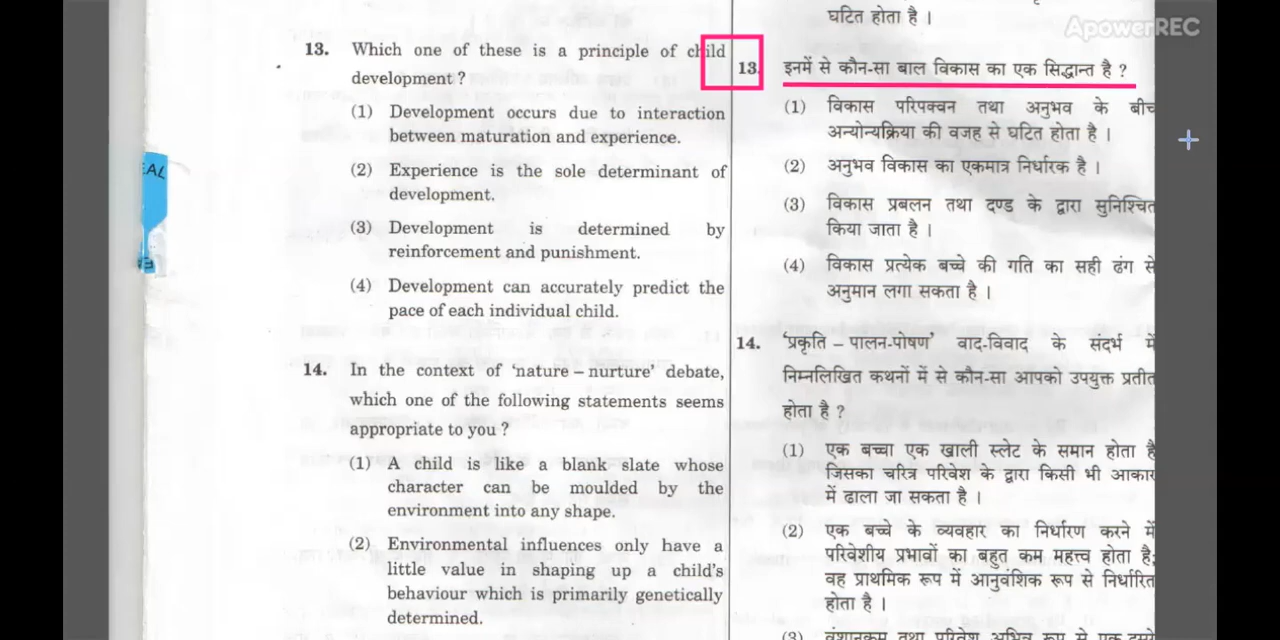 ApowerREC
13. Which one of these is a principle of child
development ?
(1) Development occurs due to interaction
between maturation and experience.
(2) Experience is the sole determinant of
development.
(3) Development is determined by
reinforcement and punishment.
(4) Development can accurately predict the
pace of each individual child.
14. In the context of ‘nature – nurture’ debate,
which one of the following statements seems
appropriate to you ?
(1) A child is like a blank slate whose
character can be moulded by the
environment into any shape.
(2) Environmental influences only have a
little value in shaping up a child’s
behaviour which is primarily genetically
determined.
घटित होता है ।
13. इनमें से कौन-सा बाल विकास का एक सिद्धान्त है ?
(1) विकास परिपक्वन तथा अनुभव के बीच
अन्योन्यक्रिया की वजह से घटित होता है ।
(2) अनुभव विकास का एकमात्र निर्धारक है ।
(3) विकास प्रबलन तथा दण्ड के द्वारा सुनिश्चित
किया जाता है ।
(4) विकास प्रत्येक बच्चे की गति का सही ढंग से
अनुमान लगा सकता है ।
14. ‘प्रकृति – पालन-पोषण’ वाद-विवाद के संदर्भ में
निम्नलिखित कथनों में से कौन-सा आपको उपयुक्त प्रतीत
होता है ?
(1) एक बच्चा एक खाली स्लेट के समान होता है
जिसका चरित्र परिवेश के द्वारा किसी भी आकार
में ढाला जा सकता है ।
(2) एक बच्चे के व्यवहार का निर्धारण करने में
परिवेशीय प्रभावों का बहुत कम महत्त्व होता है;
वह प्राथमिक रूप में आनुवंशिक रूप से निर्धारित
होता है ।
(3) वंशानुक्रम तथा परिवेश अभिन्न रूप से एक दूसरे